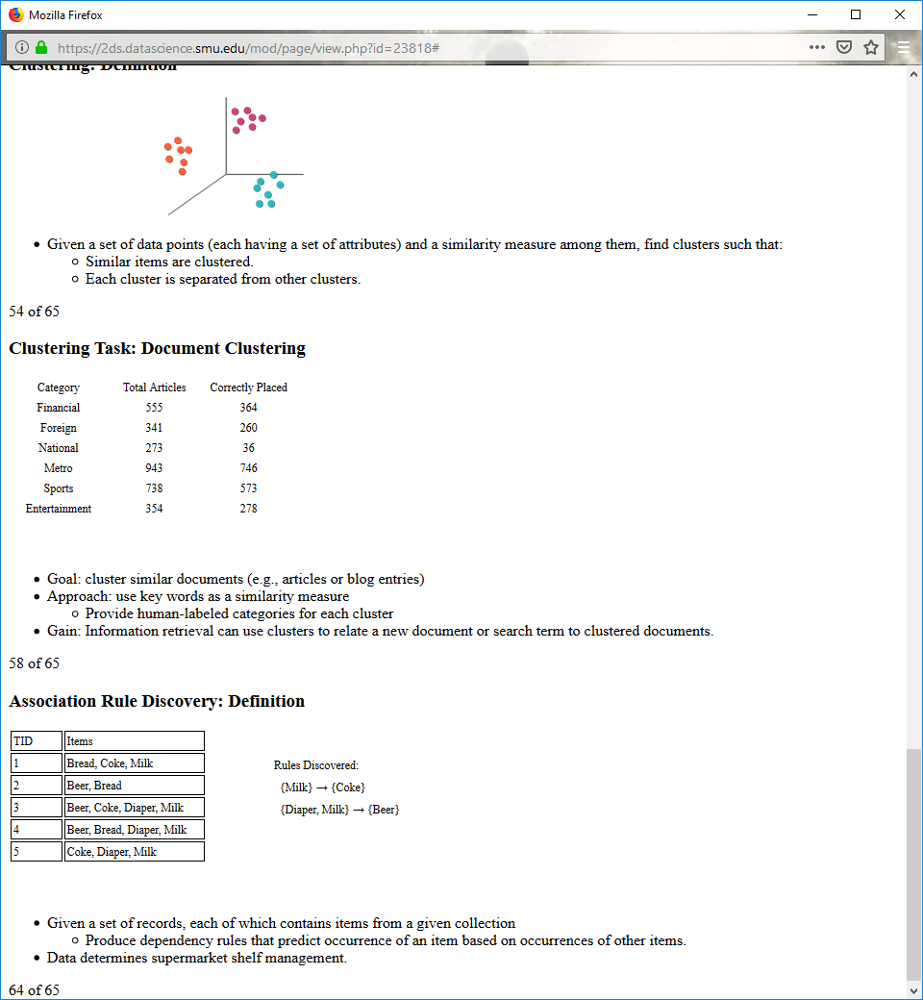 Mozilla Firefox
https://2ds.datascience.smu.edu/mod/page/view.php?id=23818#
Clustering: Definition
• Given a set of data points (each having a set of attributes) and a similarity measure among them, find clusters such that:
◦ Similar items are clustered.
◦ Each cluster is separated from other clusters.
54 of 65
Clustering Task: Document Clustering
Category Total Articles Correctly Placed
Financial 555 364
Foreign 341 260
National 273 36
Metro 943 746
Sports 738 573
Entertainment 354 278
• Goal: cluster similar documents (e.g., articles or blog entries)
• Approach: use key words as a similarity measure
◦ Provide human-labeled categories for each cluster
• Gain: Information retrieval can use clusters to relate a new document or search term to clustered documents.
58 of 65
Association Rule Discovery: Definition
TID Items
1 Bread, Coke, Milk
2 Beer, Bread
3 Beer, Coke, Diaper, Milk
4 Beer, Bread, Diaper, Milk
5 Coke, Diaper, Milk
Rules Discovered:
{Milk} → {Coke}
{Diaper, Milk} → {Beer}
• Given a set of records, each of which contains items from a given collection
◦ Produce dependency rules that predict occurrence of an item based on occurrences of other items.
• Data determines supermarket shelf management.
64 of 65